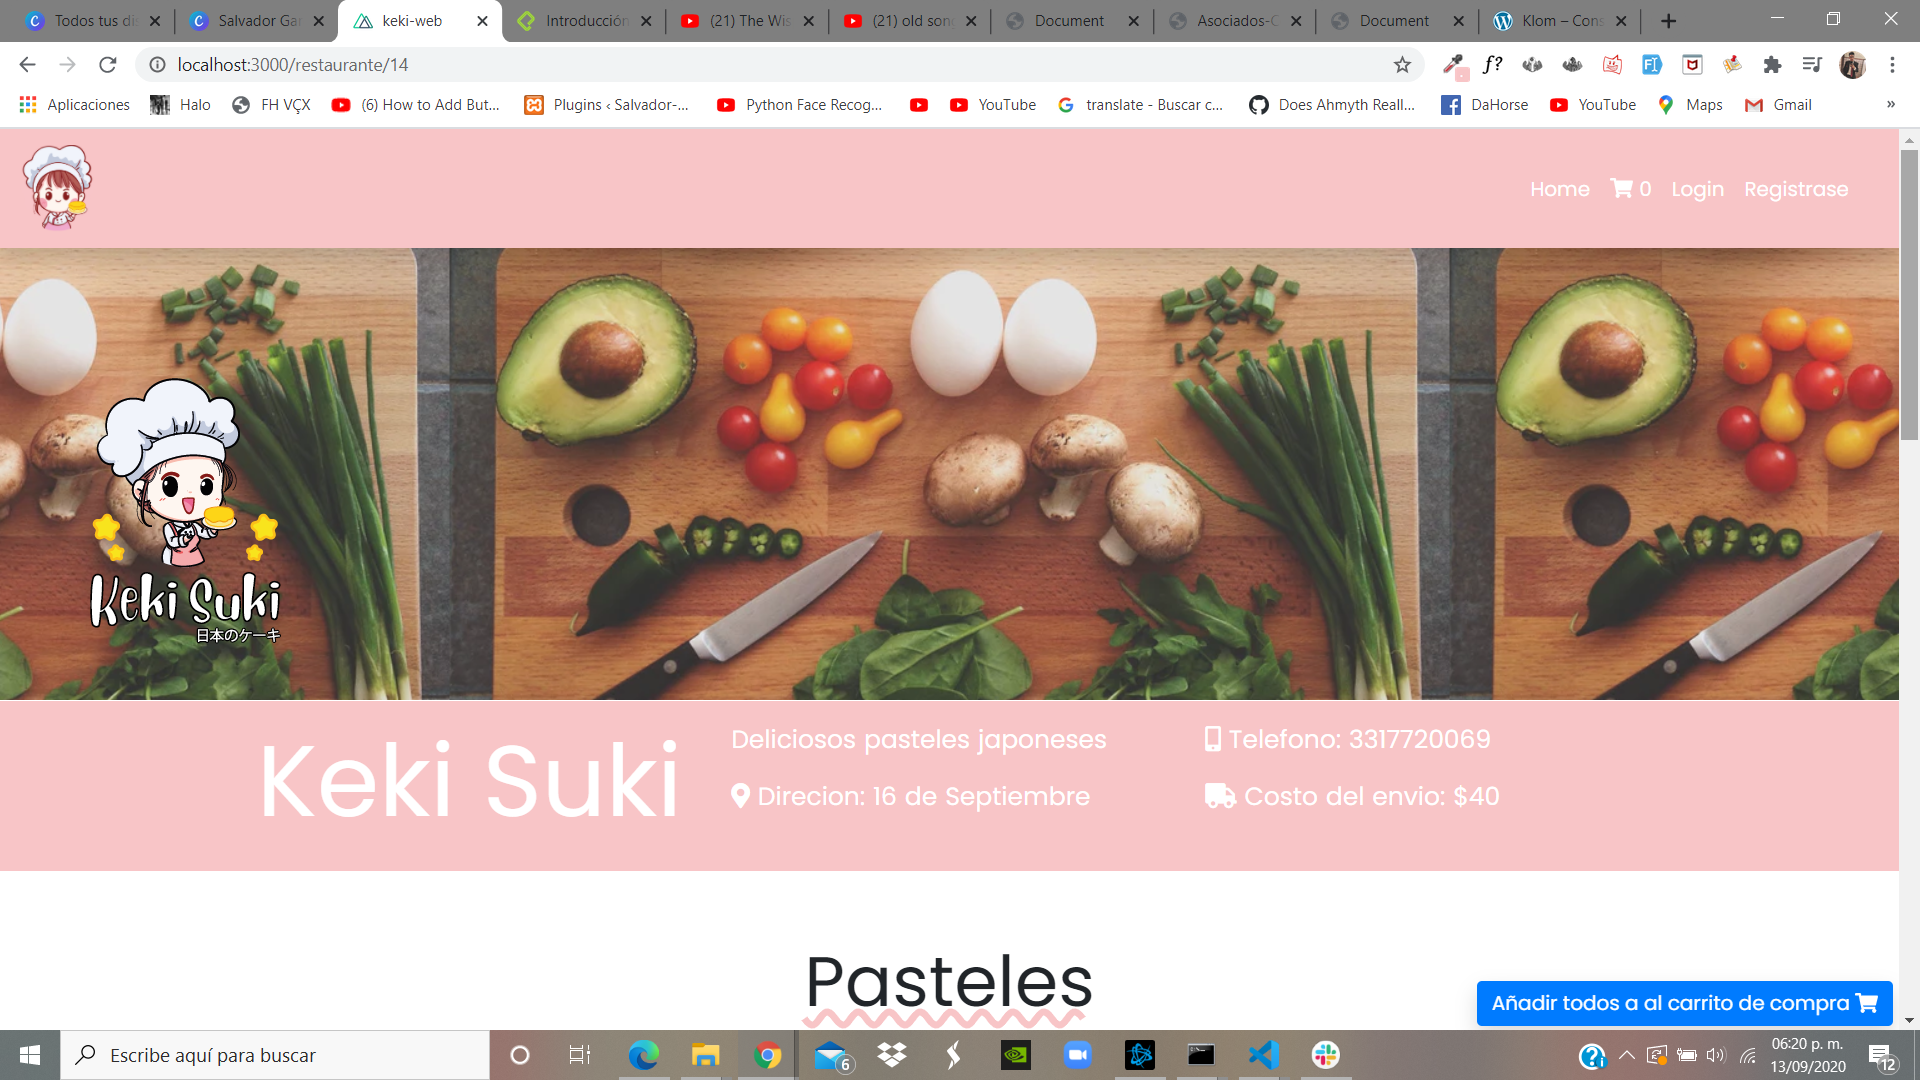 Todos tus di
Salvador Gar
keki-web
Introducción
(21) The Wis
(21) old song
Document
Asociados-C
Document
Klom – Cons
localhost:3000/restaurante/14
f?
Aplicaciones
Halo
FH VÇX
(6) How to Add But...
Plugins ‹ Salvador-...
Python Face Recog...
YouTube
translate - Buscar c...
Does Ahmyth Reall...
DaHorse
YouTube
Maps
Gmail
»
Home
0
Login
Registrase
Keki Suki
日本のケーキ
Keki Suki
Deliciosos pasteles japoneses
Telefono: 3317720069
Direcion: 16 de Septiembre
Costo del envio: $40
Pasteles
Añadir todos a al carrito de compra
Escribe aquí para buscar
6
06:20 p. m.
13/09/2020
12